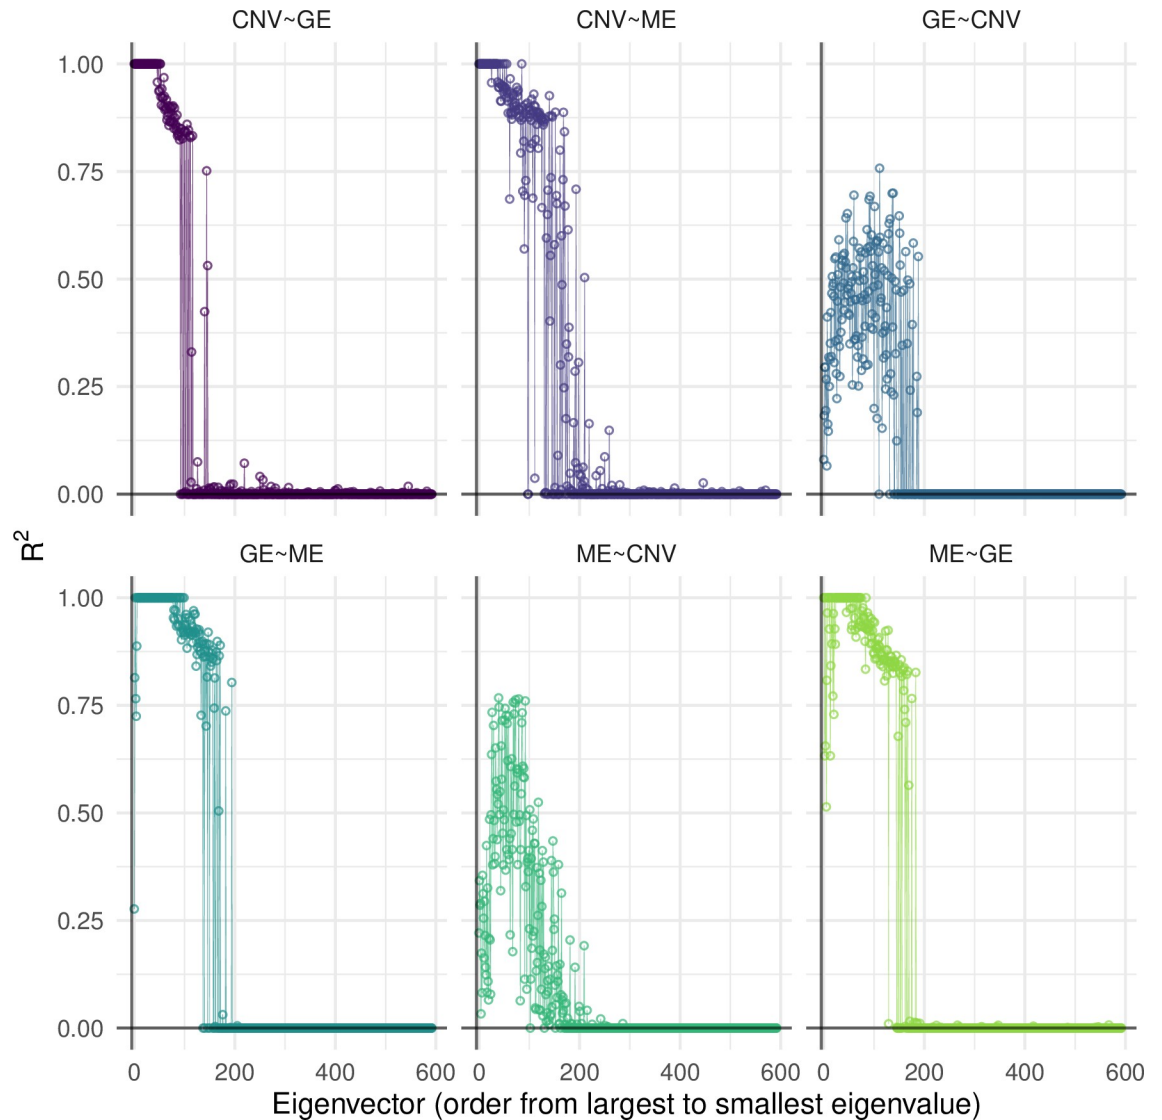 CNV~GE CNV~ME GE~CNV
1.00
0.75
0.50
0.25
0.00
R²
GE~ME ME~CNV ME~GE
1.00
0.75
0.50
0.25
0.00
0 200 400 600 0 200 400 600 0 200 400 600
Eigenvector (order from largest to smallest eigenvalue)